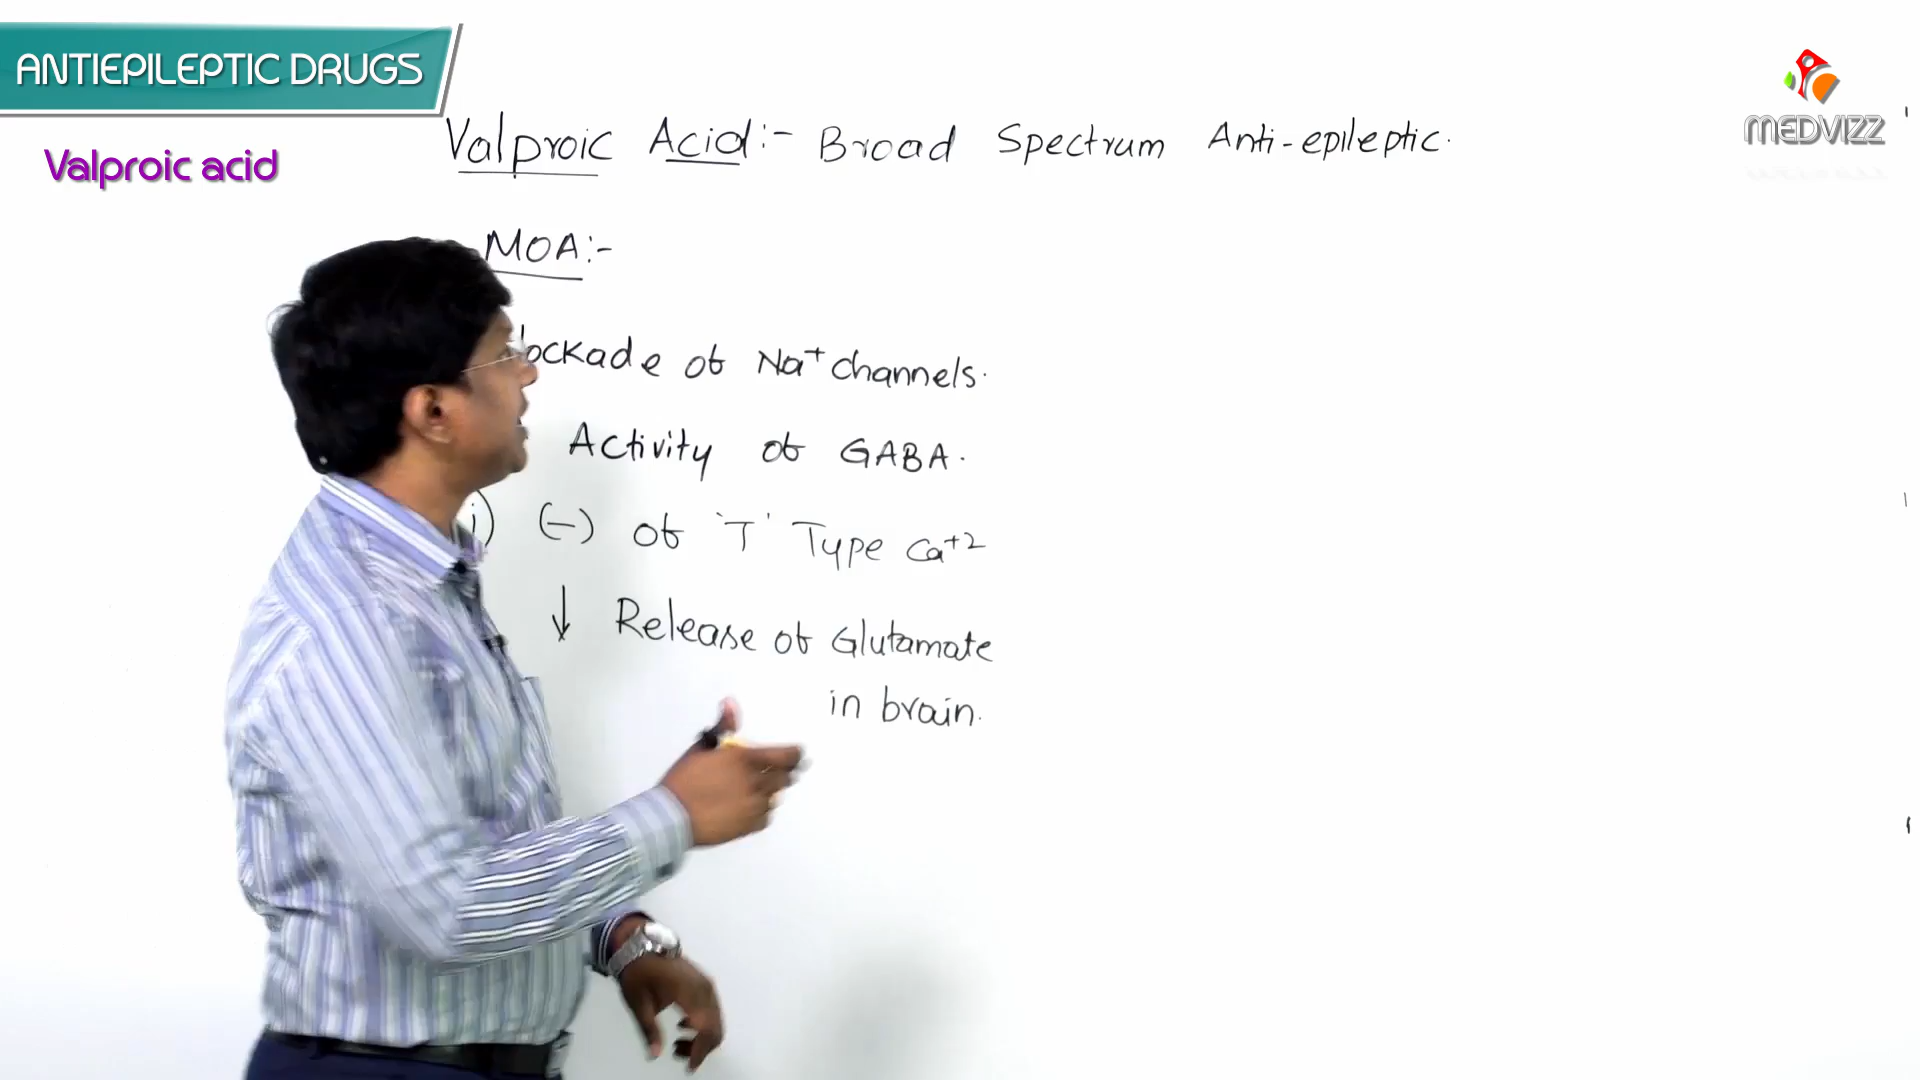 ANTIEPILEPTIC DRUGS
Valproic acid
MEDVIZZ
Valproic Acid:- Broad Spectrum Anti-epileptic.
MOA:-
lockade of Na+ channels.
Activity of GABA.
i) (-) of 'T' Type Ca+2
↓ Release of Glutamate
in brain.